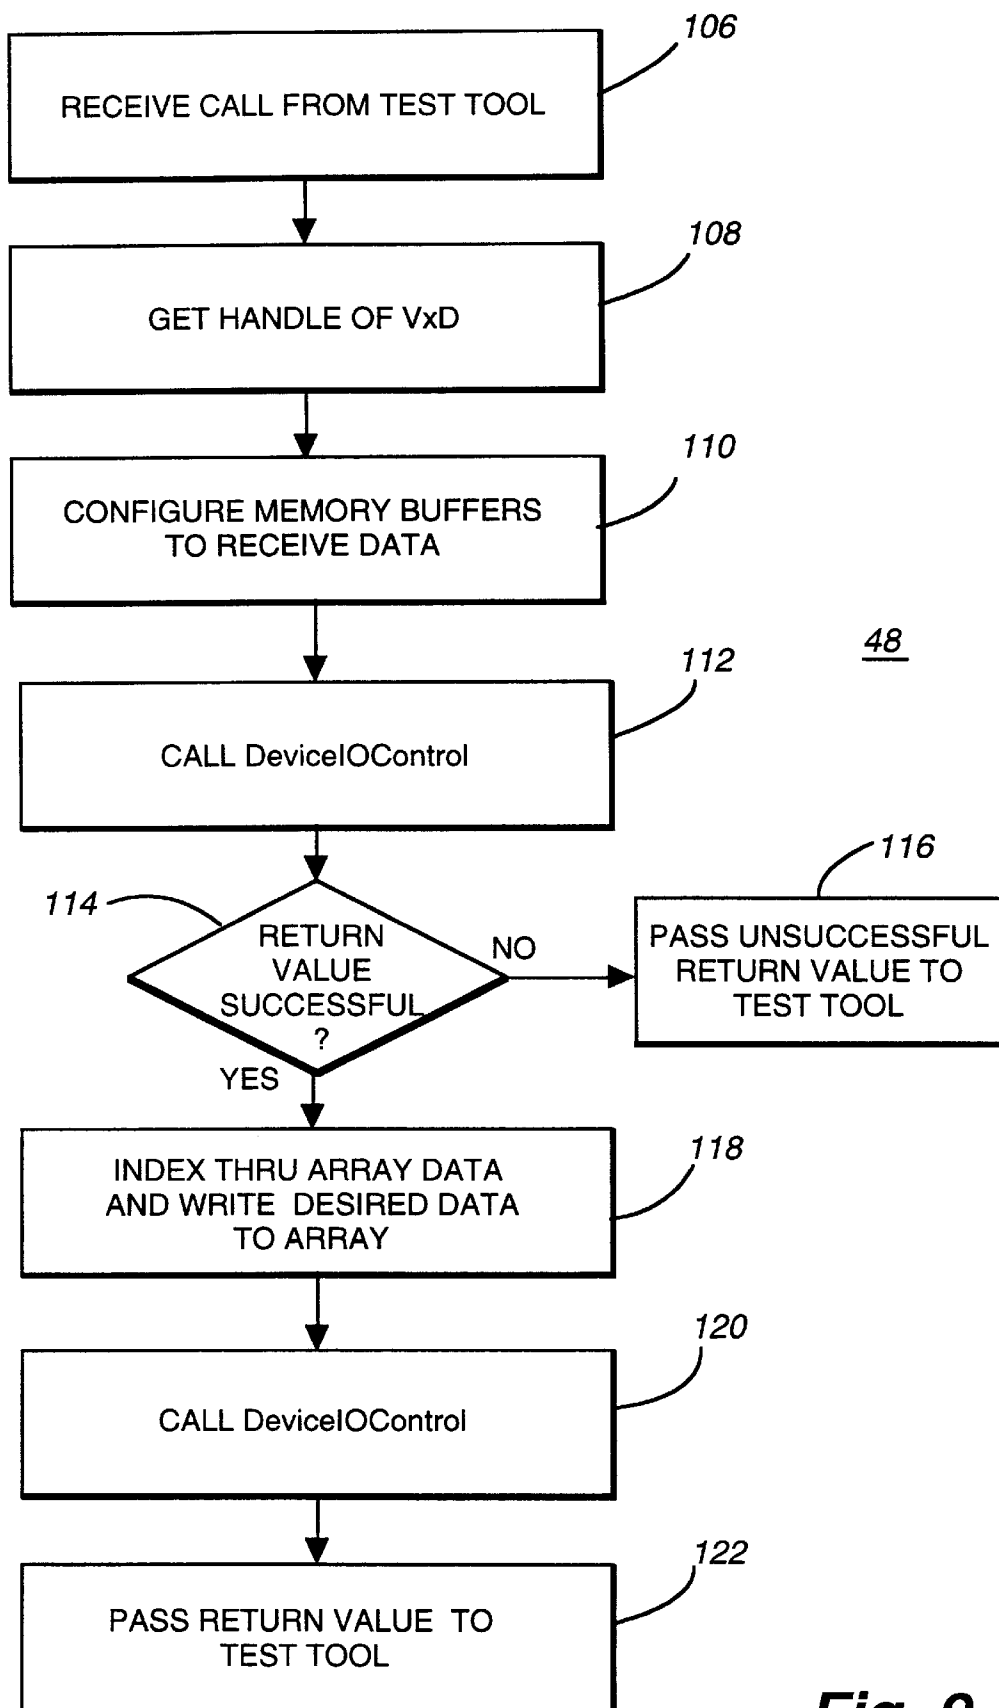 106
RECEIVE CALL FROM TEST TOOL
108
GET HANDLE OF VxD
110
CONFIGURE MEMORY BUFFERS
TO RECEIVE DATA
48
112
CALL DeviceIOControl
114
RETURN
VALUE
SUCCESSFUL
?
NO
YES
116
PASS UNSUCCESSFUL
RETURN VALUE TO
TEST TOOL
118
INDEX THRU ARRAY DATA
AND WRITE DESIRED DATA
TO ARRAY
120
CALL DeviceIOControl
122
PASS RETURN VALUE TO
TEST TOOL
Fig. 9